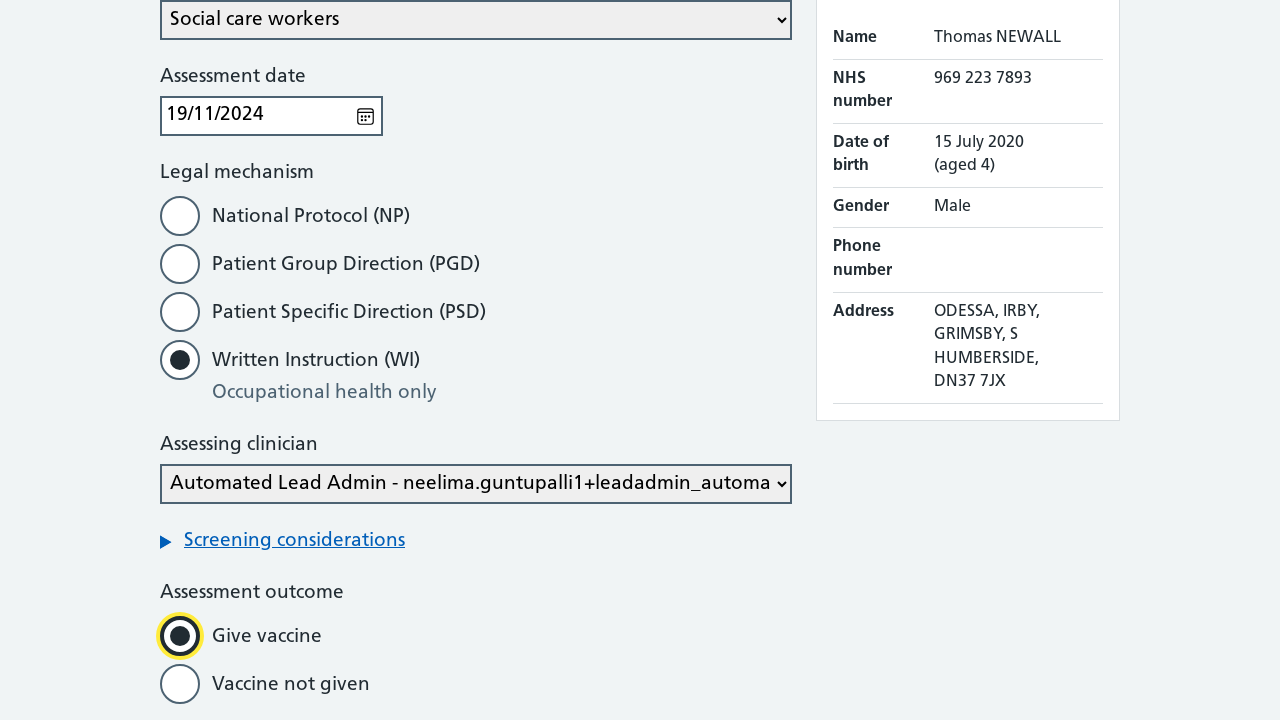 Social care workers
Assessment date
19/11/2024
Legal mechanism
National Protocol (NP)
Patient Group Direction (PGD)
Patient Specific Direction (PSD)
Written Instruction (WI)
Occupational health only
Assessing clinician
Automated Lead Admin - neelima.guntupalli1+leadadmin_automa
Screening considerations
Assessment outcome
Give vaccine
Vaccine not given
Name Thomas NEWALL
NHS number 969 223 7893
Date of birth 15 July 2020 (aged 4)
Gender Male
Phone number
Address ODESSA, IRBY,
GRIMSBY, S
HUMBERSIDE,
DN37 7JX